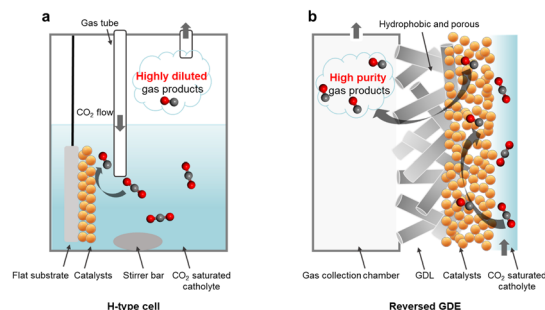 a
Gas tube
Highly diluted
gas products
CO₂ flow
Flat substrate
Catalysts
Stirrer bar
CO₂ saturated
catholyte
H-type cell
b
Hydrophobic and porous
High purity
gas products
Gas collection chamber
GDL
Catalysts
CO₂ saturated
catholyte
Reversed GDE